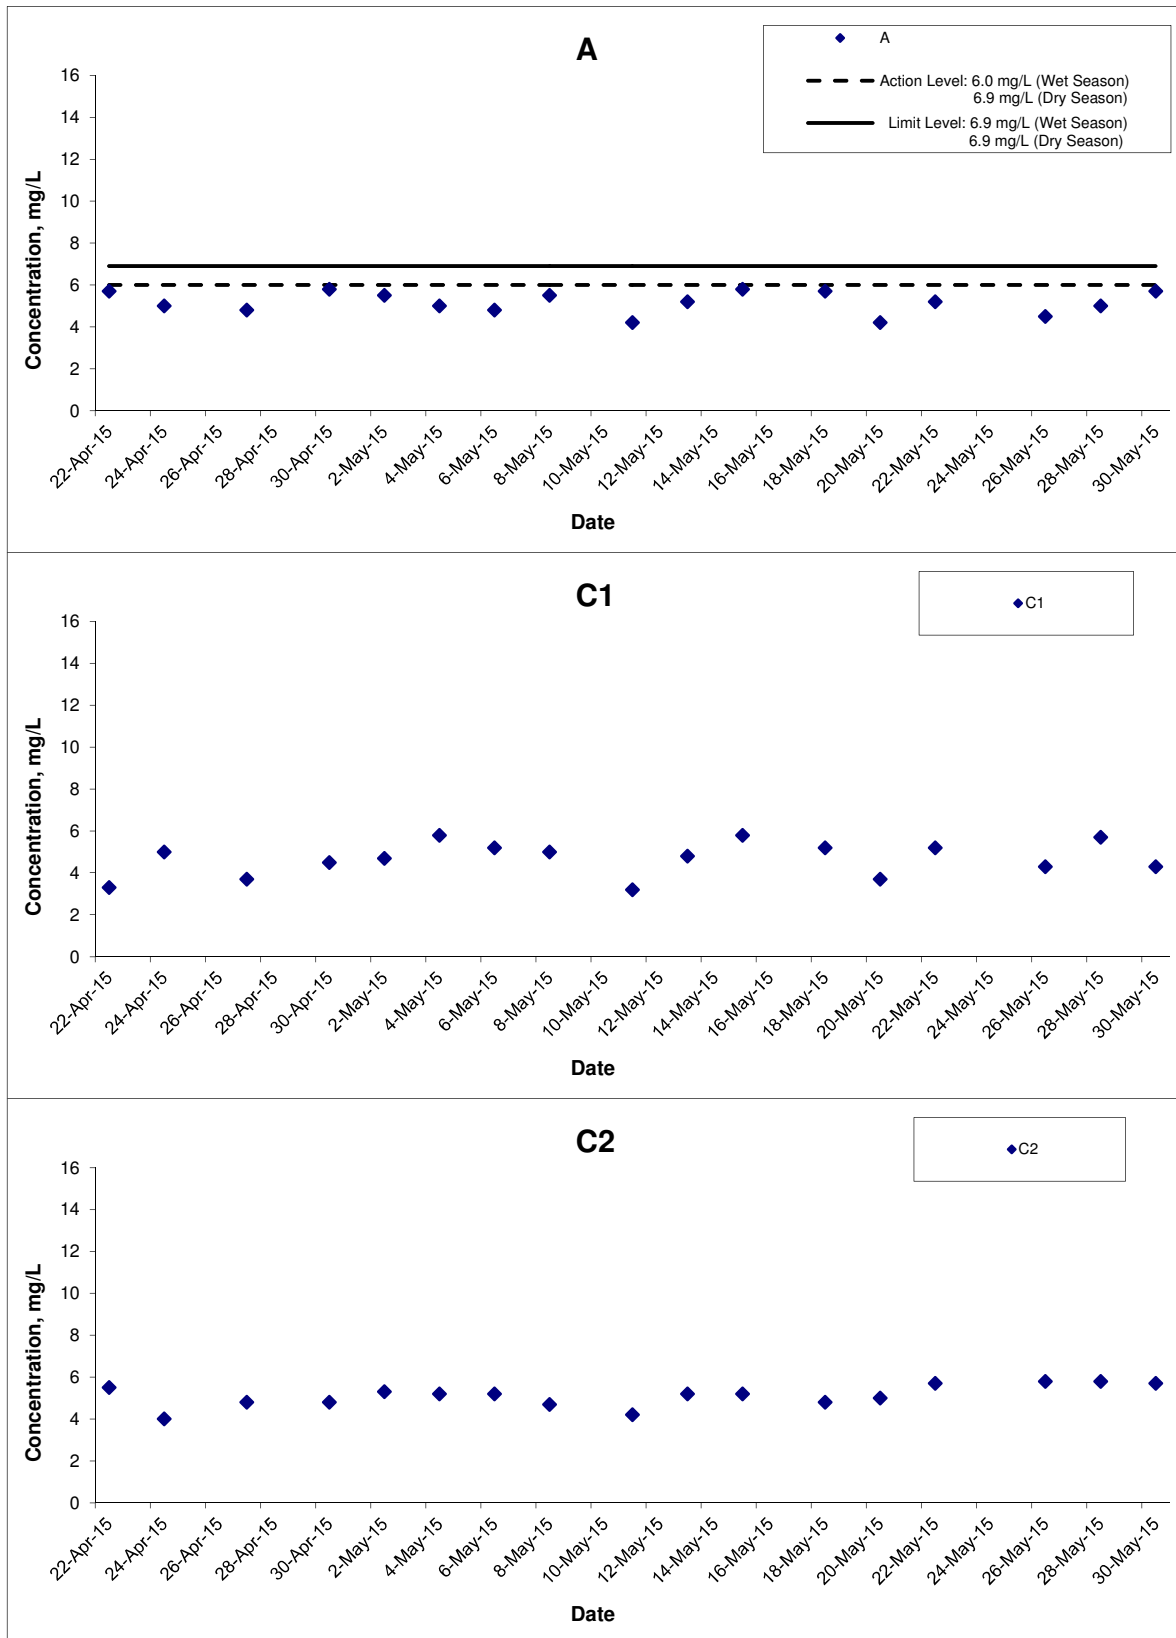 A
A
Action Level: 6.0 mg/L (Wet Season)
6.9 mg/L (Dry Season)
Limit Level: 6.9 mg/L (Wet Season)
6.9 mg/L (Dry Season)
Concentration, mg/L
16
14
12
10
8
6
4
2
0
22-Apr-15
24-Apr-15
26-Apr-15
28-Apr-15
30-Apr-15
2-May-15
4-May-15
6-May-15
8-May-15
10-May-15
12-May-15
14-May-15
16-May-15
18-May-15
20-May-15
22-May-15
24-May-15
26-May-15
28-May-15
30-May-15
Date
C1
C1
Concentration, mg/L
16
14
12
10
8
6
4
2
0
22-Apr-15
24-Apr-15
26-Apr-15
28-Apr-15
30-Apr-15
2-May-15
4-May-15
6-May-15
8-May-15
10-May-15
12-May-15
14-May-15
16-May-15
18-May-15
20-May-15
22-May-15
24-May-15
26-May-15
28-May-15
30-May-15
Date
C2
C2
Concentration, mg/L
16
14
12
10
8
6
4
2
0
22-Apr-15
24-Apr-15
26-Apr-15
28-Apr-15
30-Apr-15
2-May-15
4-May-15
6-May-15
8-May-15
10-May-15
12-May-15
14-May-15
16-May-15
18-May-15
20-May-15
22-May-15
24-May-15
26-May-15
28-May-15
30-May-15
Date